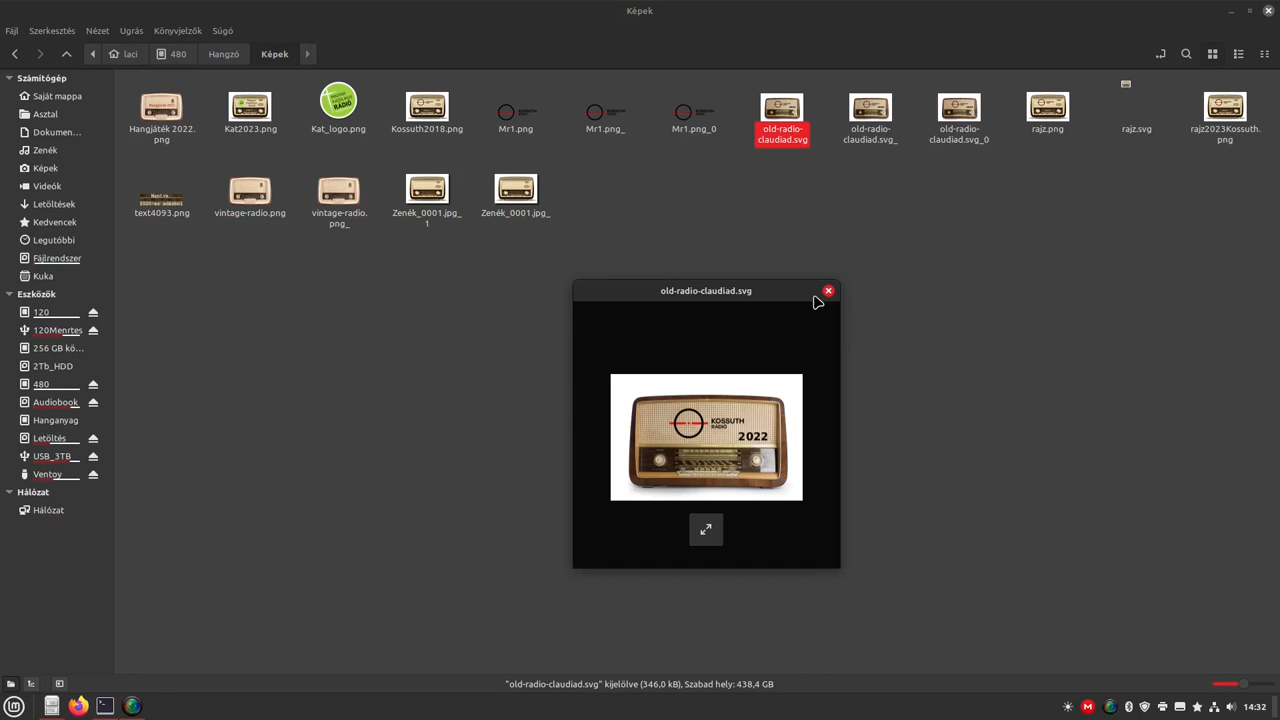 Képek
Fájl Szerkesztés Nézet Ugrás Könyvjelzők Súgó
laci 480 Hangzó Képek
Számítógép
Saját mappa
Asztal
Dokumen...
Zenék
Képek
Videók
Letöltések
Kedvencek
Legutóbbi
Fájlrendszer
Kuka
Eszközök
120
120Menrtes
256 GB kö...
2Tb_HDD
480
Audiobook
Hanganyag
Letöltés
USB_3TB
Ventoy
Hálózat
Hálózat
Hangjáték 2022.
png
Kat2023.png
Kat_logo.png
Kossuth2018.png
Mr1.png
Mr1.png_
Mr1.png_0
old-radio-
claudiad.svg
old-radio-
claudiad.svg_
old-radio-
claudiad.svg_0
rajz.png
rajz.svg
rajz2023Kossuth.
png
text4093.png
vintage-radio.png
vintage-radio.
png_
Zenék_0001.jpg_
1
Zenék_0001.jpg_
old-radio-claudiad.svg
KOSSUTH
RÁDIÓ
2022
"old-radio-claudiad.svg" kijelölve (346,0 kB), Szabad hely: 438,4 GB
14:32